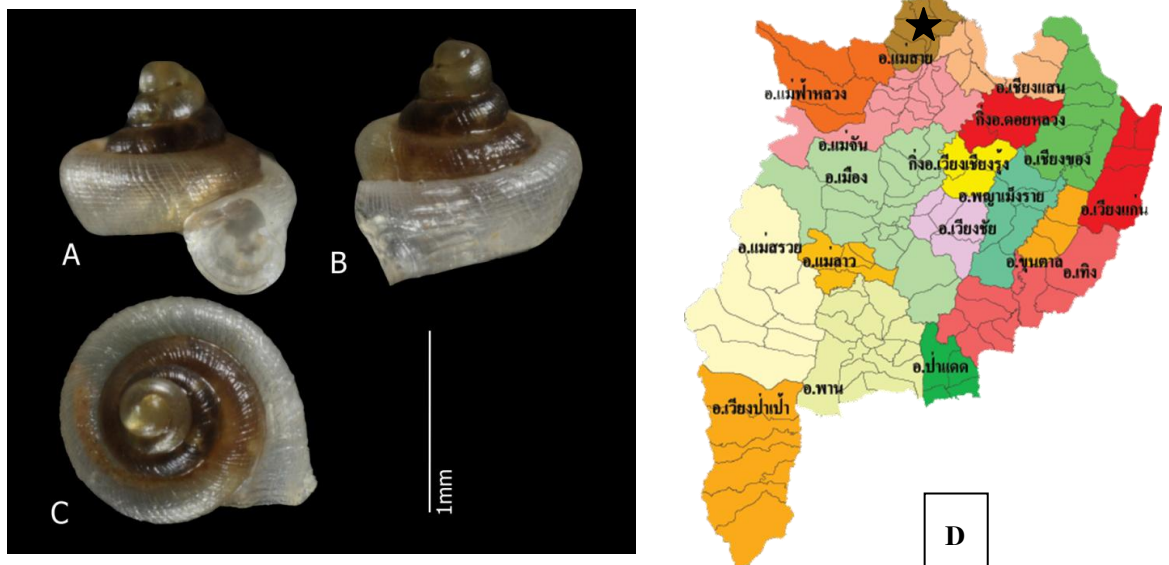 A
B
C
1mm
อ.แม่สาย
อ.เชียงแสน
อ.แม่ฟ้าหลวง
กิ่งอ.ดอยหลวง
อ.แม่จัน
กิ่งอ.เวียงเชียงรุ้ง
อ.เชียงของ
อ.เมือง
อ.พญาเม็งราย
อ.เวียงแก่น
อ.เวียงชัย
อ.แม่สรวย
อ.แม่ลาว
อ.ขุนตาล
อ.เทิง
อ.ป่าแดด
อ.พาน
อ.เวียงป่าเป้า
D